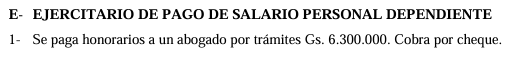 E- EJERCITARIO DE PAGO DE SALARIO PERSONAL DEPENDIENTE
1- Se paga honorarios a un abogado por trámites Gs. 6.300.000. Cobra por cheque.